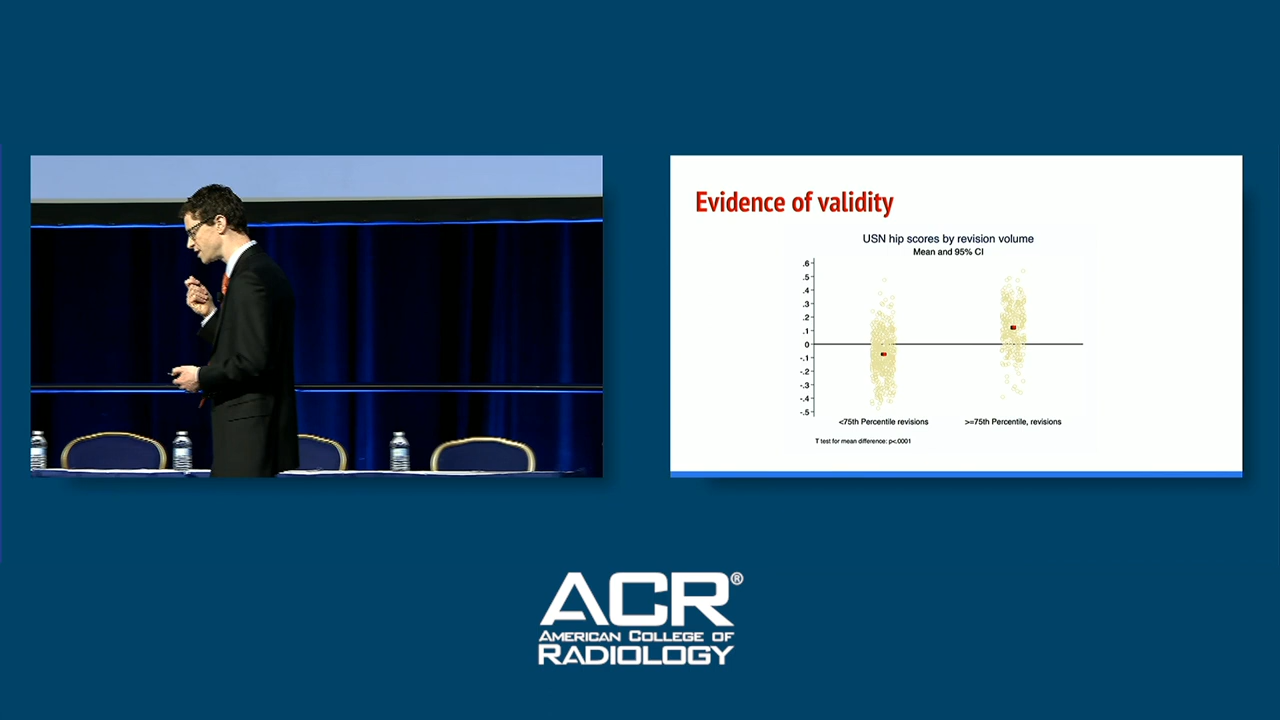 Evidence of validity
USN hip scores by revision volume
Mean and 95% CI
.6
.5
.4
.3
.2
.1
0
-.1
-.2
-.3
-.4
-.5
<75th Percentile revisions
>=75th Percentile, revisions
T test for mean difference: p<.0001
ACR®
AMERICAN COLLEGE OF
RADIOLOGY